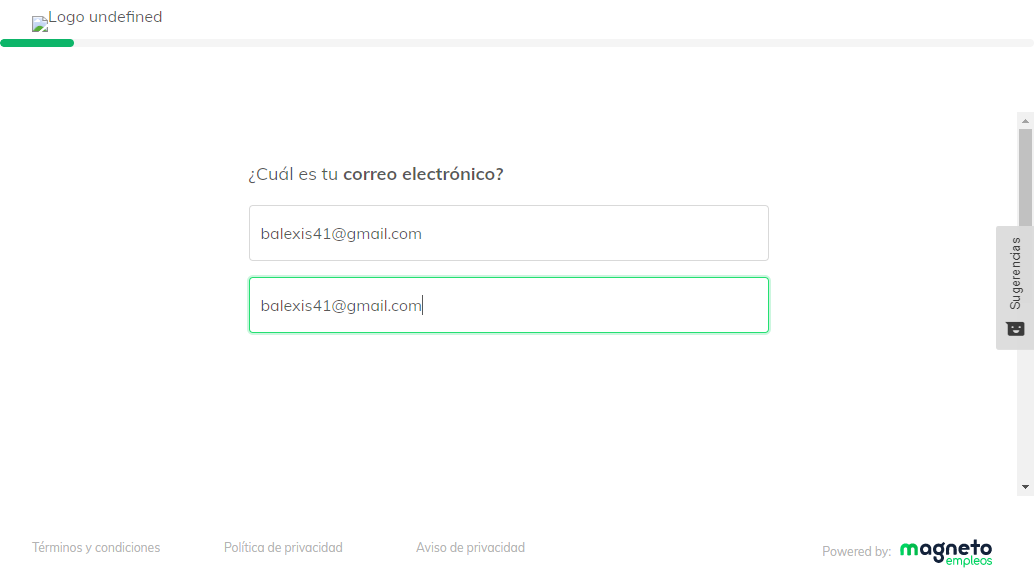 Logo undefined
¿Cuál es tu correo electrónico?
balexis41@gmail.com
balexis41@gmail.com
Sugerencias
Términos y condiciones
Política de privacidad
Aviso de privacidad
Powered by:
magneto
empleos